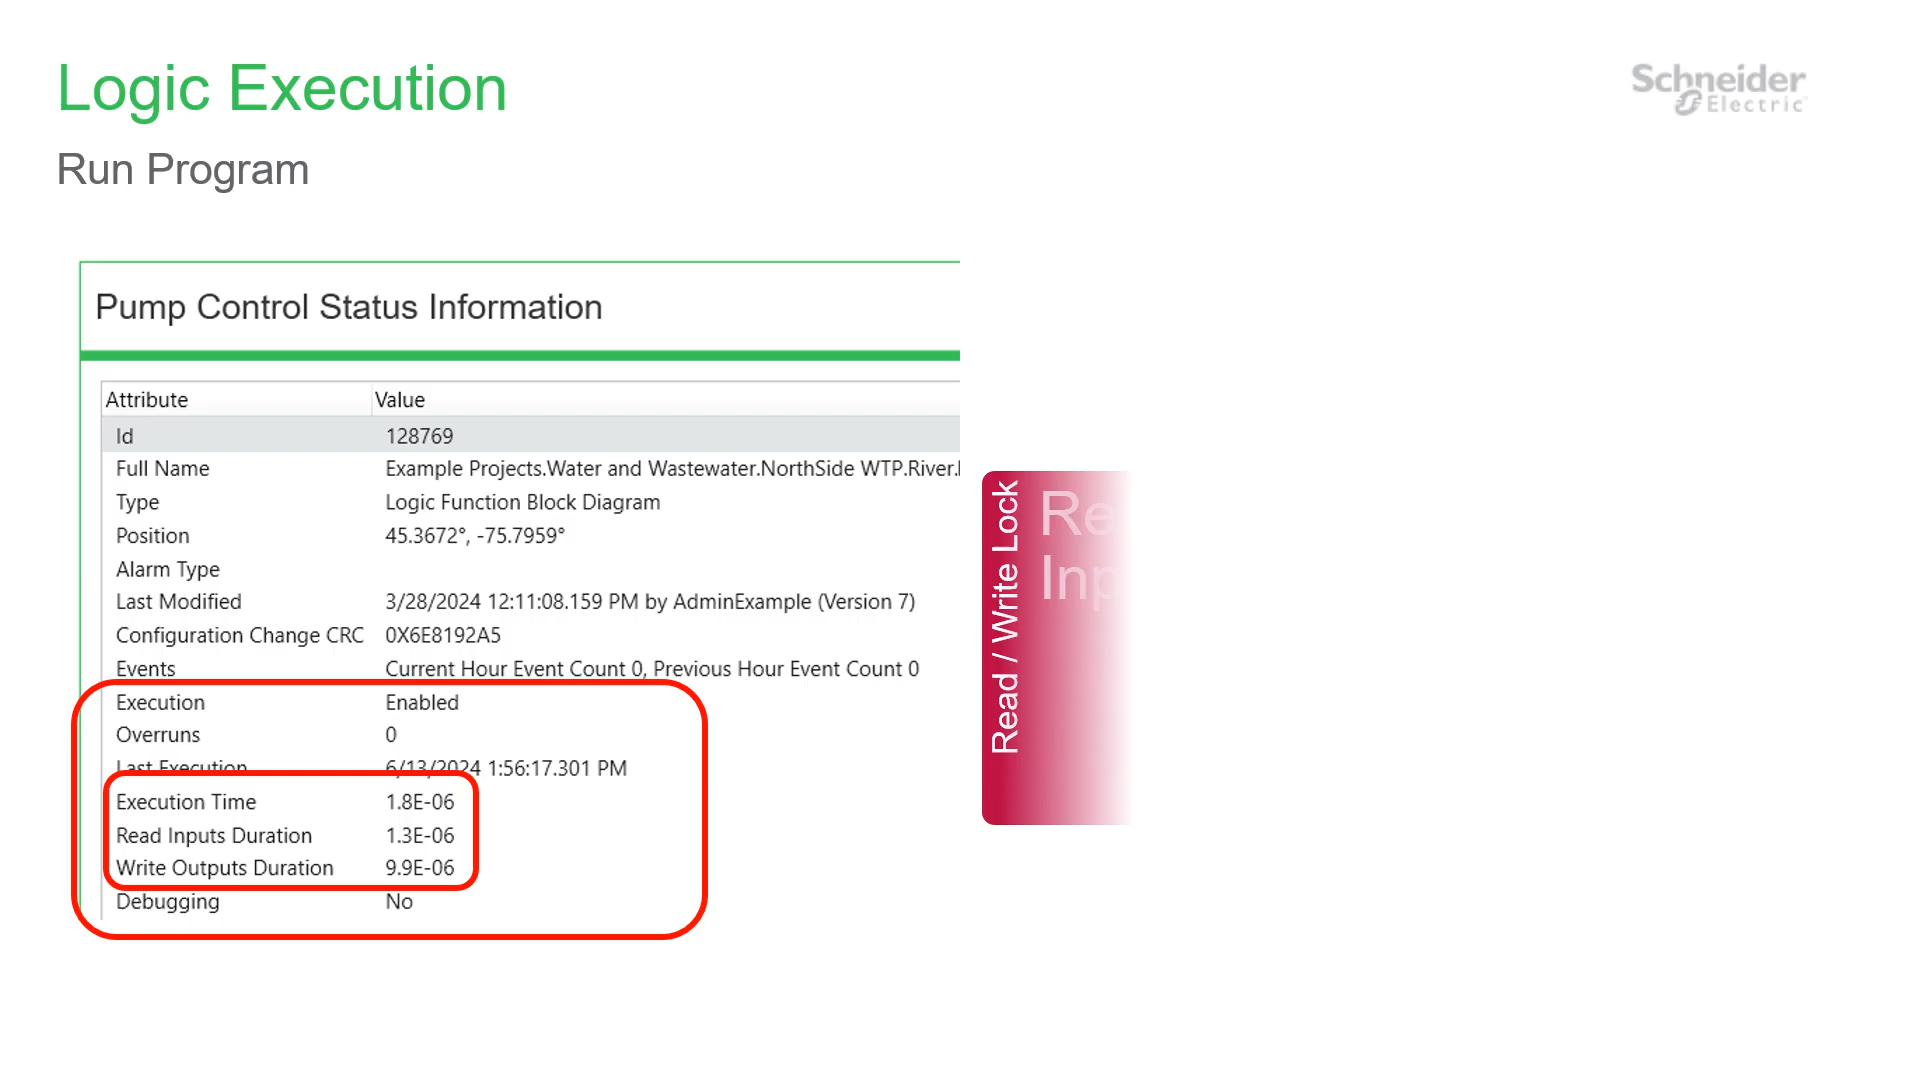 Logic Execution
Schneider
Electric
Run Program
Pump Control Status Information
Attribute Value
Id 128769
Full Name Example Projects.Water and Wastewater.NorthSide WTP.River.
Type Logic Function Block Diagram
Position 45.3672°, -75.7959°
Alarm Type
Last Modified 3/28/2024 12:11:08.159 PM by AdminExample (Version 7)
Configuration Change CRC 0X6E8192A5
Events Current Hour Event Count 0, Previous Hour Event Count 0
Execution Enabled
Overruns 0
Last Execution 6/13/2024 1:56:17.301 PM
Execution Time 1.8E-06
Read Inputs Duration 1.3E-06
Write Outputs Duration 9.9E-06
Debugging No
Read / Write Lock
Re
Inp